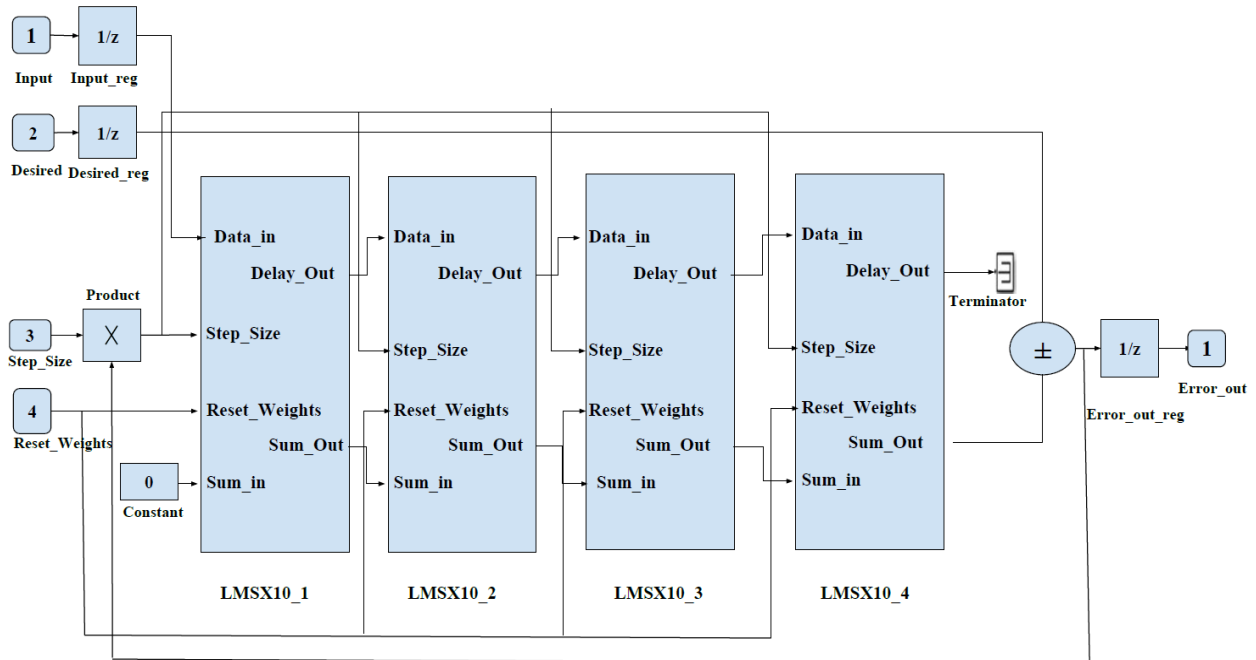 1
1/z
Input
Input_reg
2
1/z
Desired
Desired_reg
Product
3
X
Step_Size
4
Reset_Weights
0
Constant
Data_in
Delay_Out
Step_Size
Reset_Weights
Sum_Out
Sum_in
LMSX10_1
Data_in
Delay_Out
Step_Size
Reset_Weights
Sum_Out
Sum_in
LMSX10_2
Data_in
Delay_Out
Step_Size
Reset_Weights
Sum_Out
Sum_in
LMSX10_3
Data_in
Delay_Out
Step_Size
Reset_Weights
Sum_Out
Sum_in
LMSX10_4
Terminator
±
1/z
1
Error_out
Error_out_reg